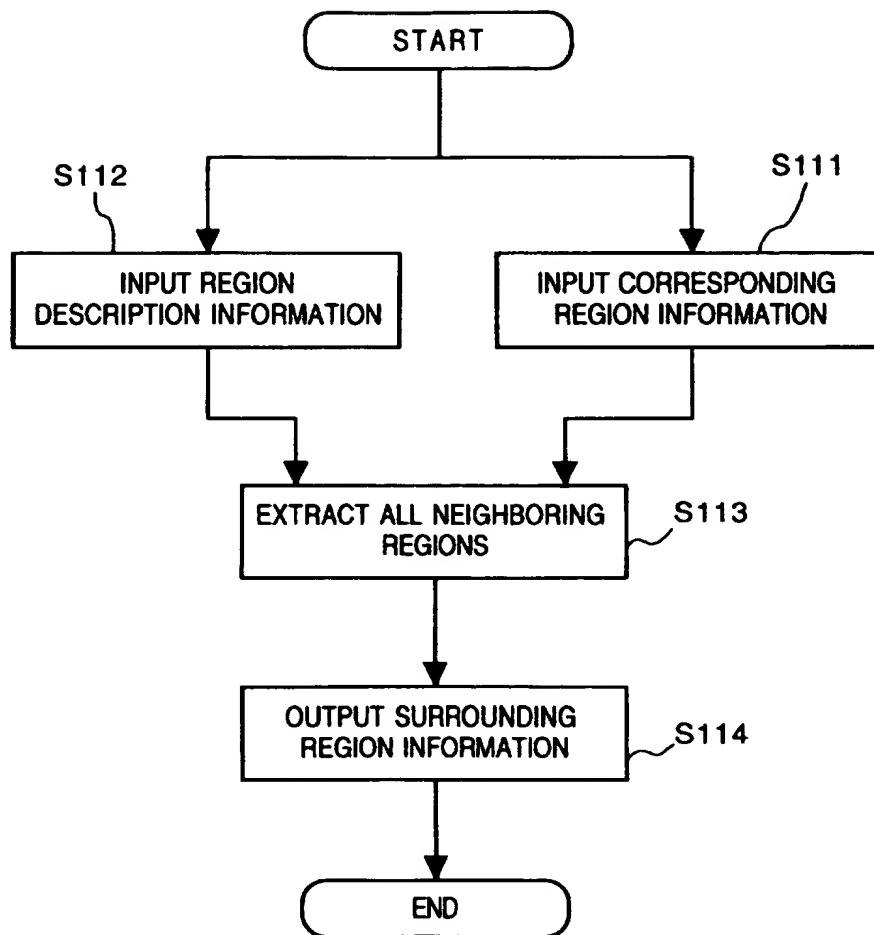 START
S112
S111
INPUT REGION
DESCRIPTION INFORMATION
INPUT CORRESPONDING
REGION INFORMATION
EXTRACT ALL NEIGHBORING
REGIONS
S113
OUTPUT SURROUNDING
REGION INFORMATION
S114
END